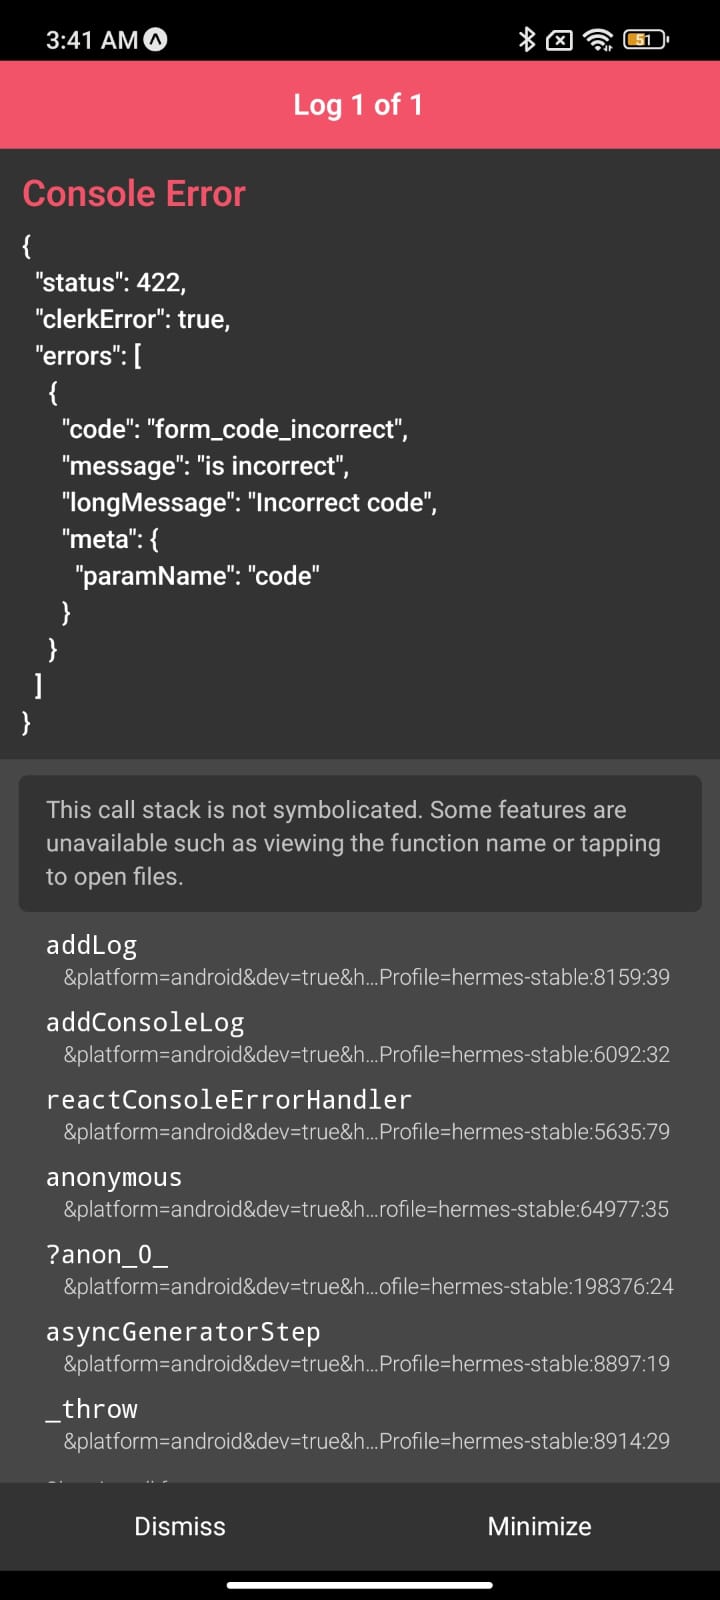 3:41 AM
51
Log 1 of 1
Console Error
{
"status": 422,
"clerkError": true,
"errors": [
{
"code": "form_code_incorrect",
"message": "is incorrect",
"longMessage": "Incorrect code",
"meta": {
"paramName": "code"
}
}
]
}
This call stack is not symbolicated. Some features are
unavailable such as viewing the function name or tapping
to open files.
addLog
&platform=android&dev=true&h...Profile=hermes-stable:8159:39
addConsoleLog
&platform=android&dev=true&h...Profile=hermes-stable:6092:32
reactConsoleErrorHandler
&platform=android&dev=true&h...Profile=hermes-stable:5635:79
anonymous
&platform=android&dev=true&h...rofile=hermes-stable:64977:35
?anon_0_
&platform=android&dev=true&h...ofile=hermes-stable:198376:24
asyncGeneratorStep
&platform=android&dev=true&h...Profile=hermes-stable:8897:19
_throw
&platform=android&dev=true&h...Profile=hermes-stable:8914:29
Dismiss
Minimize